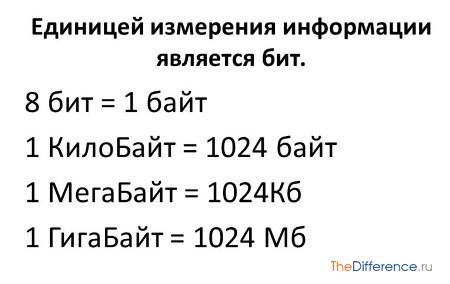 Единицей измерения информации
является бит.
8 бит = 1 байт
1 КилоБайт = 1024 байт
1 МегаБайт = 1024Кб
1 ГигаБайт = 1024 Мб
TheDifference.ru